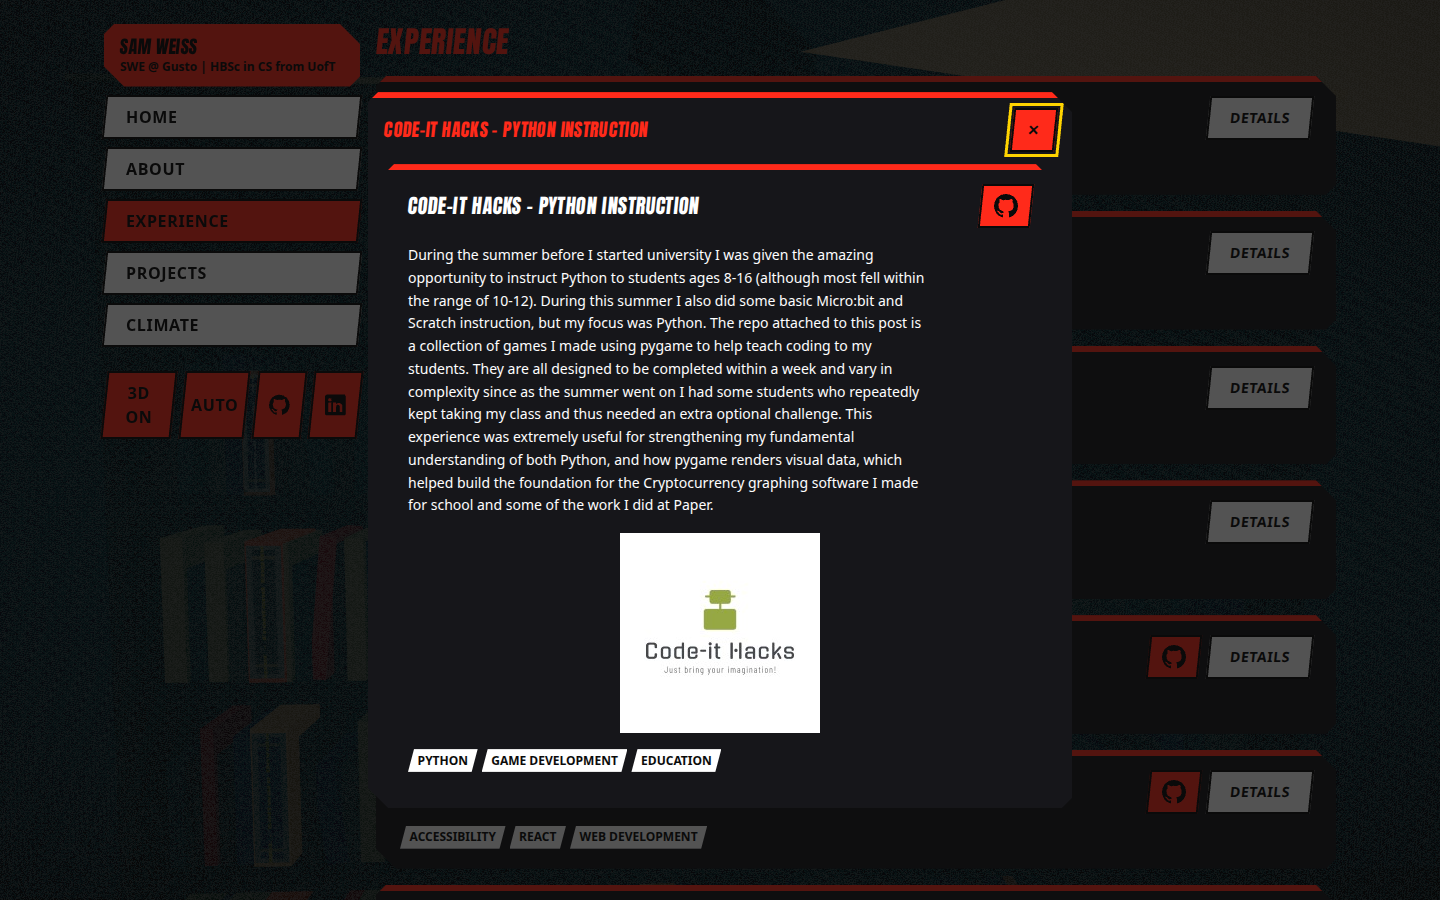 SAM WEISS
SWE @ Gusto | HBSc in CS from UofT
HOME
ABOUT
EXPERIENCE
PROJECTS
CLIMATE
3D
ON
AUTO
EXPERIENCE
CODE-IT HACKS - PYTHON INSTRUCTION
×
CODE-IT HACKS - PYTHON INSTRUCTION
During the summer before I started university I was given the amazing
opportunity to instruct Python to students ages 8-16 (although most fell within
the range of 10-12). During this summer I also did some basic Micro:bit and
Scratch instruction, but my focus was Python. The repo attached to this post is
a collection of games I made using pygame to help teach coding to my
students. They are all designed to be completed within a week and vary in
complexity since as the summer went on I had some students who repeatedly
kept taking my class and thus needed an extra optional challenge. This
experience was extremely useful for strengthening my fundamental
understanding of both Python, and how pygame renders visual data, which
helped build the foundation for the Cryptocurrency graphing software I made
for school and some of the work I did at Paper.
Code-it Hacks
Just bring your imagination!
PYTHON GAME DEVELOPMENT EDUCATION
DETAILS
DETAILS
DETAILS
DETAILS
DETAILS
DETAILS
ACCESSIBILITY REACT WEB DEVELOPMENT